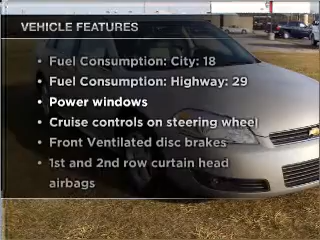 VEHICLE FEATURES
• Fuel Consumption: City: 18
• Fuel Consumption: Highway: 29
• Power windows
• Cruise controls on steering wheel
• Front Ventilated disc brakes
• 1st and 2nd row curtain head
airbags